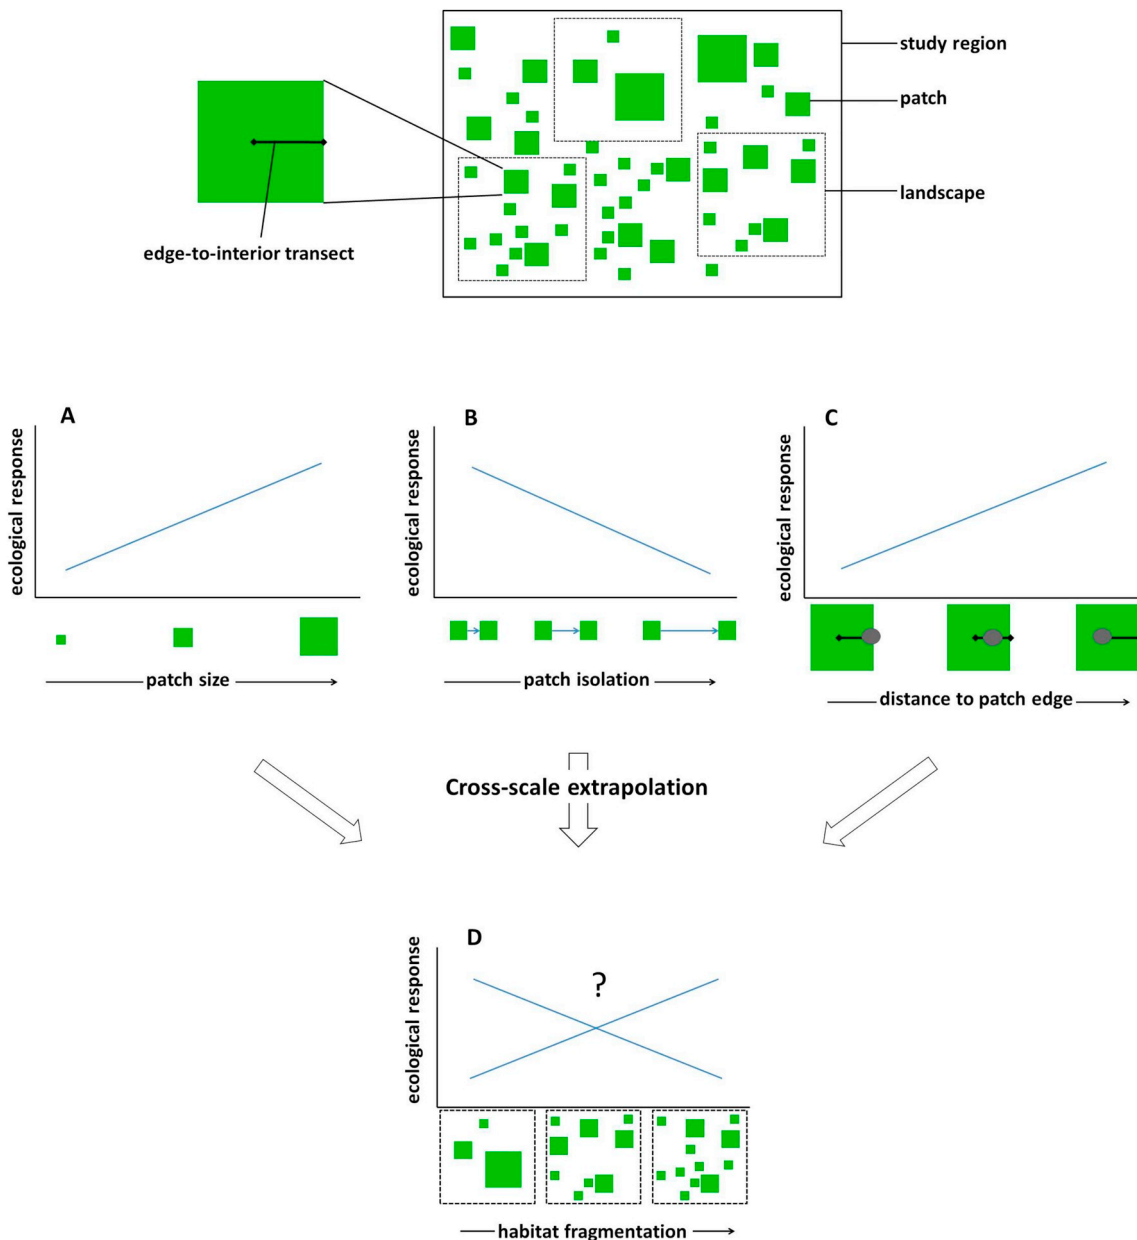 study region
patch
landscape
edge-to-interior transect
A
ecological response
patch size
B
ecological response
patch isolation
C
ecological response
distance to patch edge
Cross-scale extrapolation
D
ecological response
?
habitat fragmentation